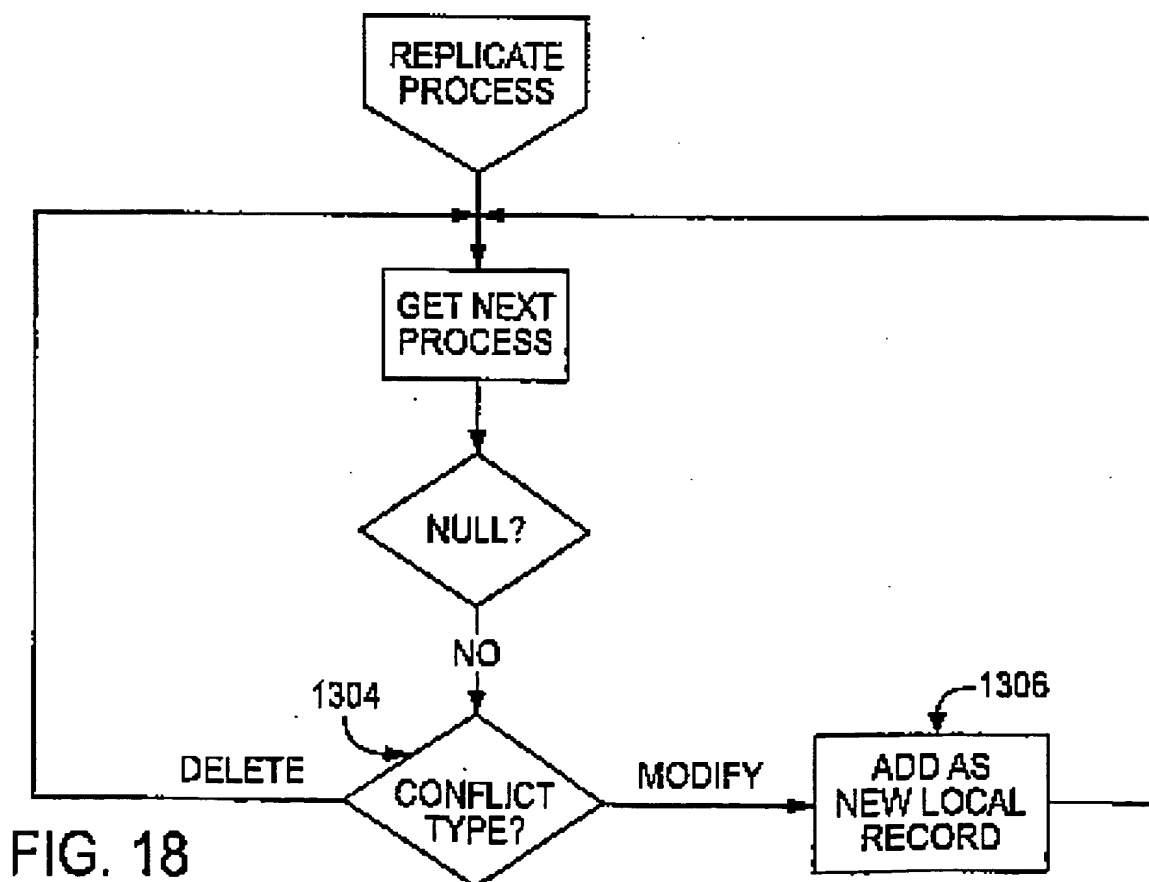 REPLICATE
PROCESS
GET NEXT
PROCESS
NULL?
NO
1304
1306
DELETE
CONFLICT
TYPE?
MODIFY
ADD AS
NEW LOCAL
RECORD
FIG. 18